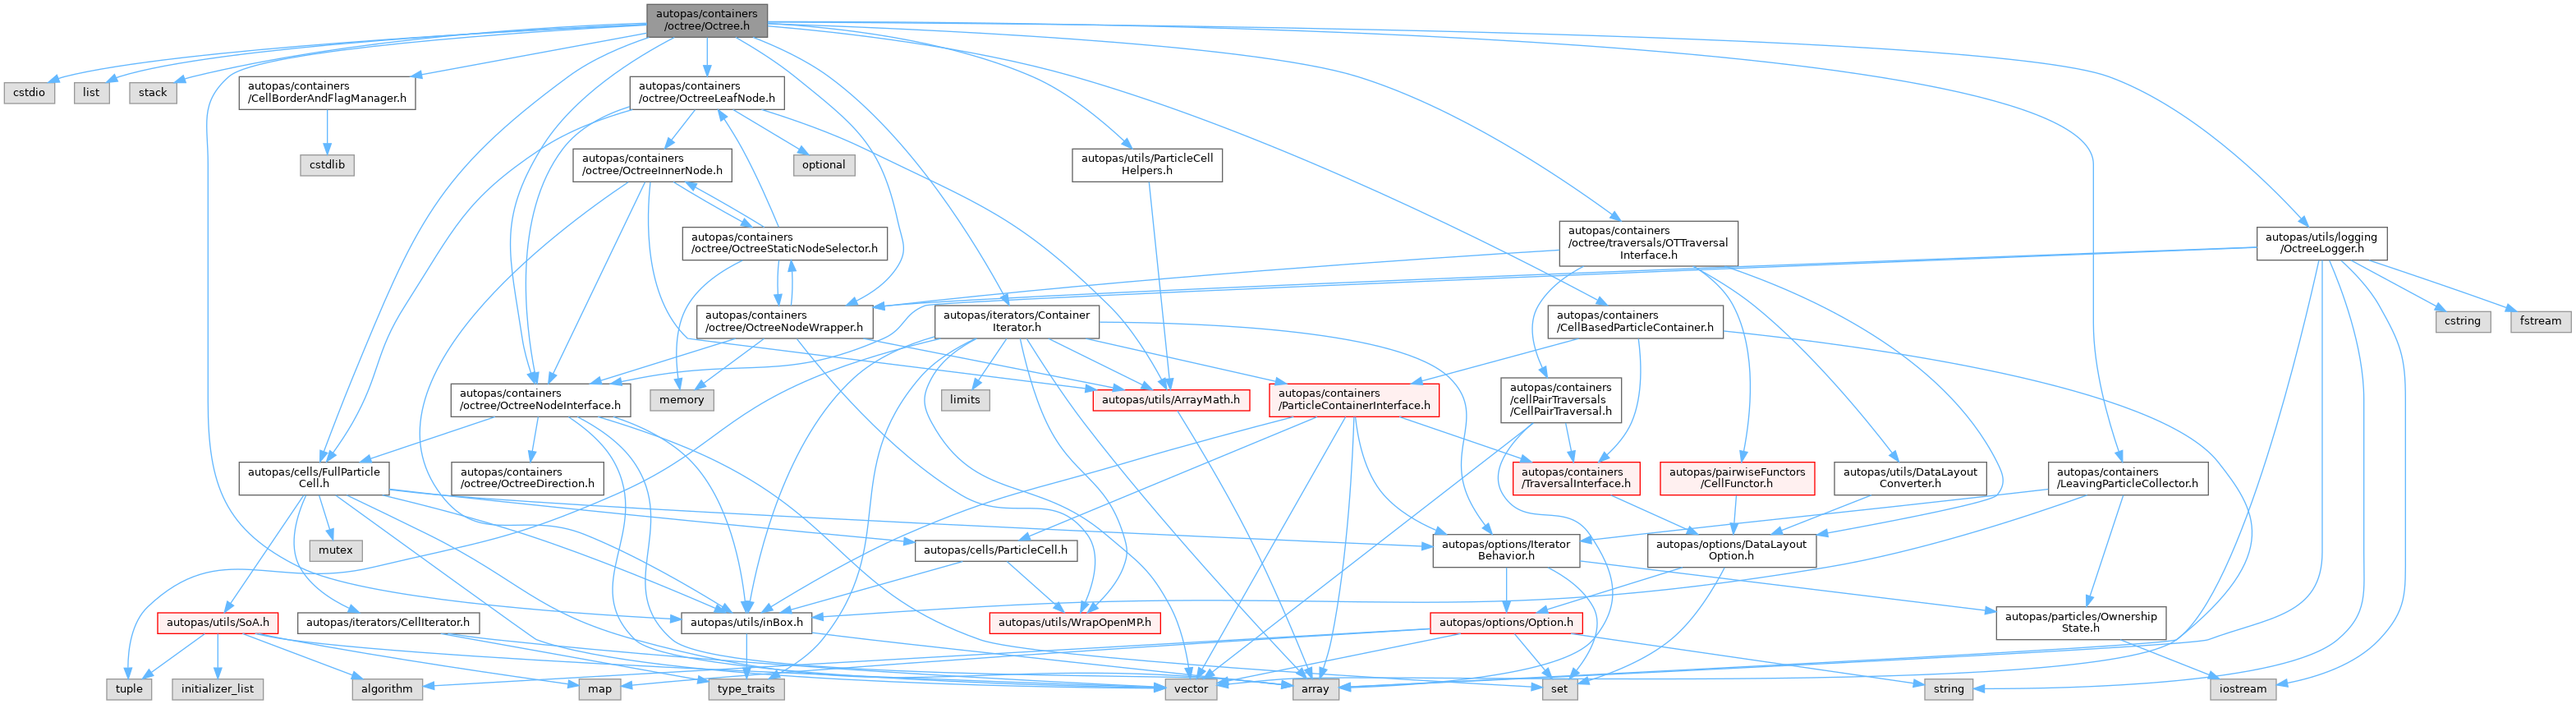 autopas/containers
/octree/Octree.h
cstdio
list
stack
autopas/containers
/CellBorderAndFlagManager.h
autopas/containers
/octree/OctreeLeafNode.h
cstdlib
autopas/containers
/octree/OctreeInnerNode.h
optional
autopas/utils/ParticleCell
Helpers.h
autopas/containers
/octree/OctreeStaticNodeSelector.h
autopas/containers
/octree/traversals/OTTraversal
Interface.h
autopas/utils/logging
/OctreeLogger.h
autopas/containers
/octree/OctreeNodeWrapper.h
autopas/iterators/Container
Iterator.h
autopas/containers
/CellBasedParticleContainer.h
cstring
fstream
autopas/containers
/octree/OctreeNodeInterface.h
memory
limits
autopas/utils/ArrayMath.h
autopas/containers
/ParticleContainerInterface.h
autopas/containers
/cellPairTraversals
/CellPairTraversal.h
autopas/cells/FullParticle
Cell.h
autopas/containers
/octree/OctreeDirection.h
autopas/containers
/TraversalInterface.h
autopas/pairwiseFunctors
/CellFunctor.h
autopas/utils/DataLayout
Converter.h
autopas/containers
/LeavingParticleCollector.h
mutex
autopas/cells/ParticleCell.h
autopas/options/Iterator
Behavior.h
autopas/options/DataLayout
Option.h
autopas/utils/SoA.h
autopas/iterators/CellIterator.h
autopas/utils/inBox.h
autopas/utils/WrapOpenMP.h
autopas/options/Option.h
autopas/particles/Ownership
State.h
tuple
initializer_list
algorithm
map
type_traits
vector
array
set
string
iostream